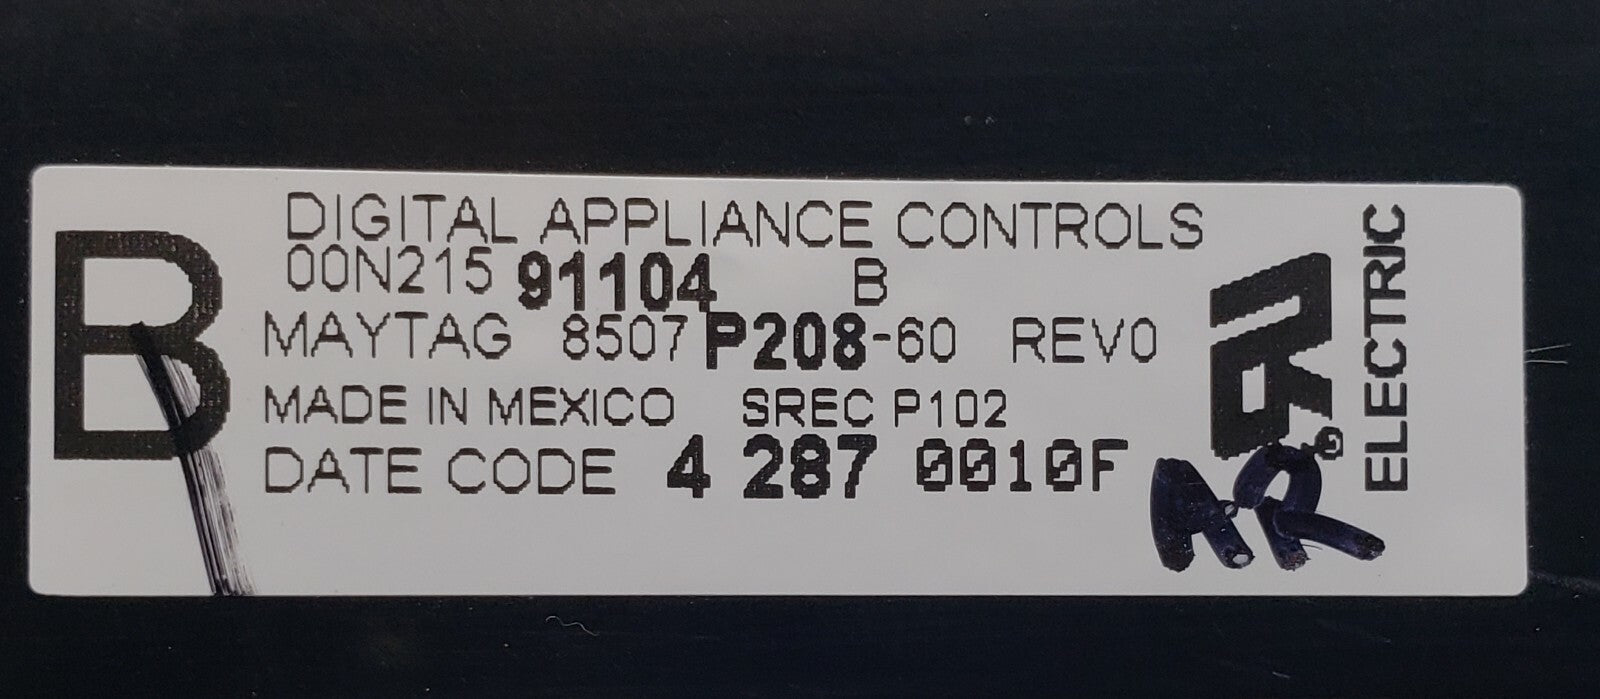 B
DIGITAL APPLIANCE CONTROLS
00N215 91104 B
MAYTAG 8507P208-60 REV0
MADE IN MEXICO SREC P102
DATE CODE 4 287 0010F
ELECTRIC
AR